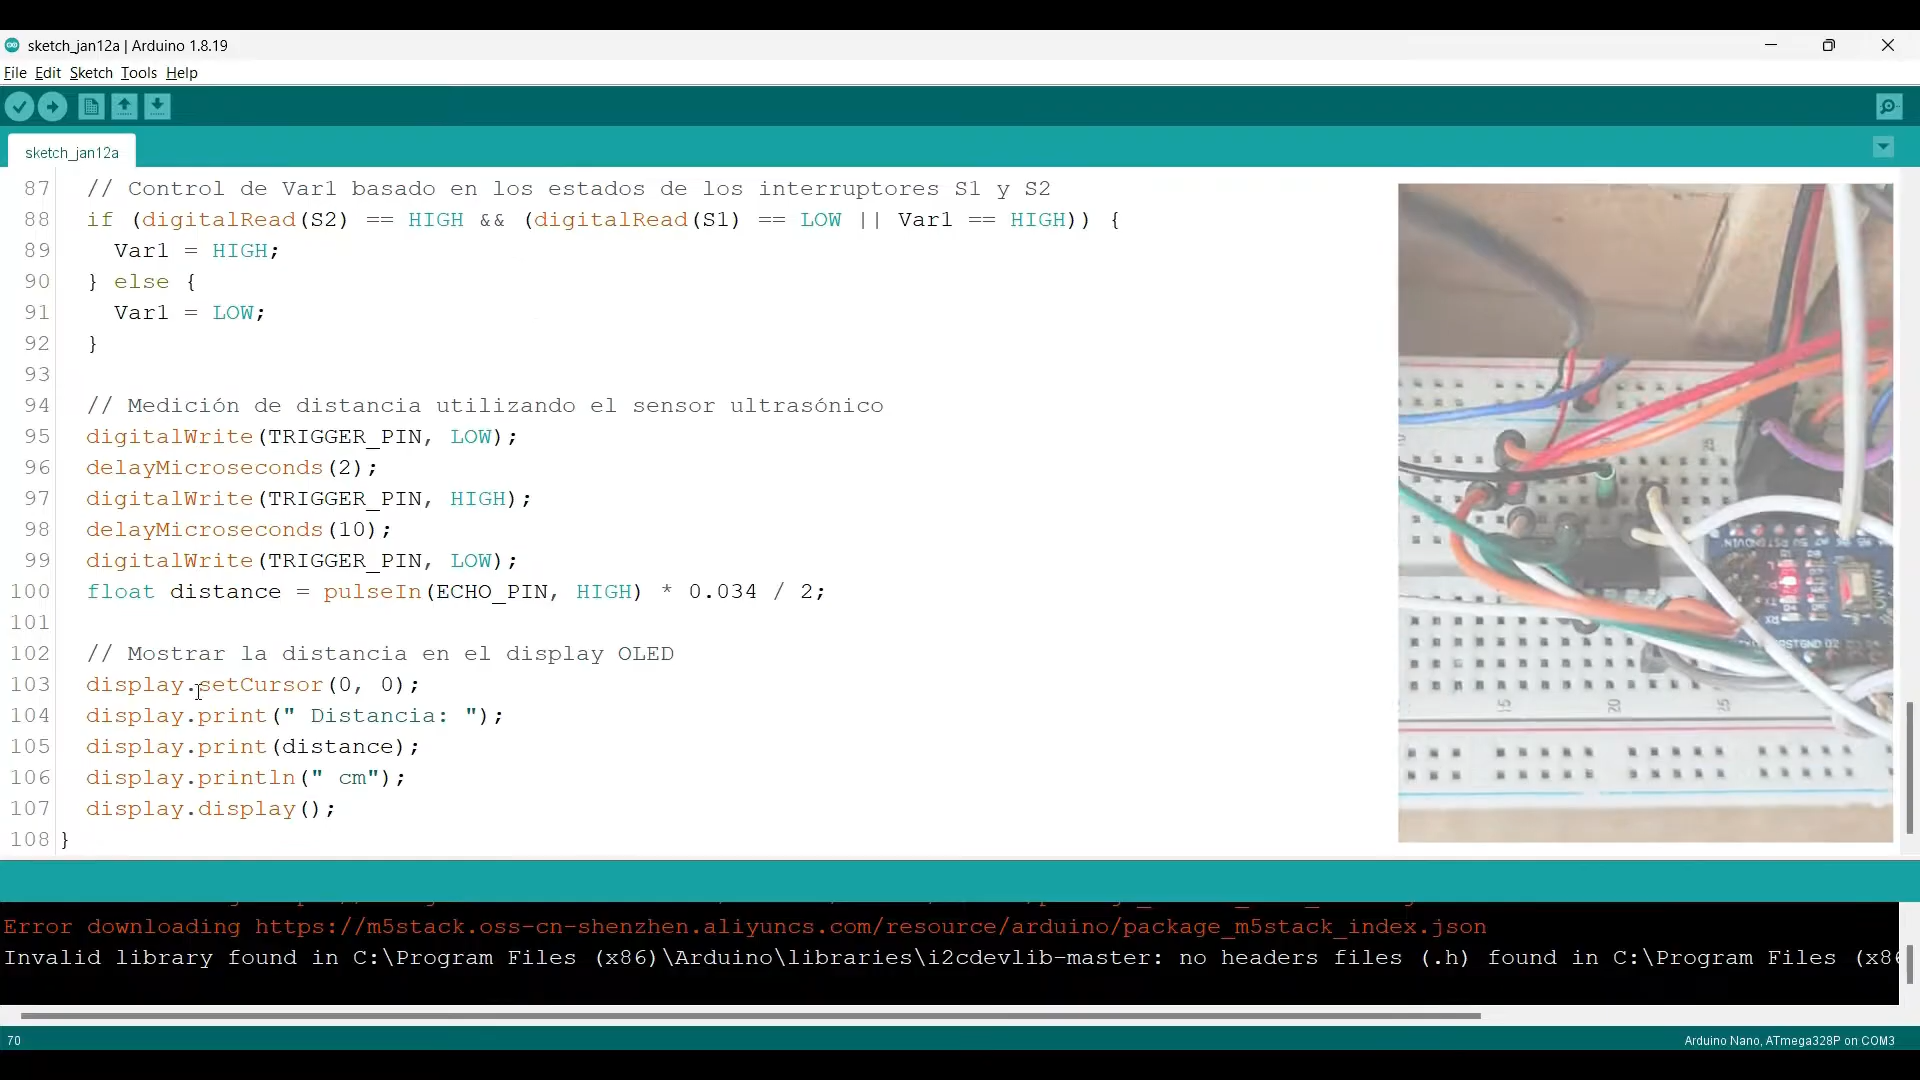 sketch_jan12a | Arduino 1.8.19
File Edit Sketch Tools Help
sketch_jan12a
87 // Control de Var1 basado en los estados de los interruptores S1 y S2
88 if (digitalRead(S2) == HIGH && (digitalRead(S1) == LOW || Var1 == HIGH)) {
89 Var1 = HIGH;
90 } else {
91 Var1 = LOW;
92 }
93
94 // Medición de distancia utilizando el sensor ultrasónico
95 digitalWrite(TRIGGER_PIN, LOW);
96 delayMicroseconds(2);
97 digitalWrite(TRIGGER_PIN, HIGH);
98 delayMicroseconds(10);
99 digitalWrite(TRIGGER_PIN, LOW);
100 float distance = pulseIn(ECHO_PIN, HIGH) * 0.034 / 2;
101
102 // Mostrar la distancia en el display OLED
103 display.setCursor(0, 0);
104 display.print(" Distancia: ");
105 display.print(distance);
106 display.println(" cm");
107 display.display();
108 }
15 20 25
Error downloading https://m5stack.oss-cn-shenzhen.aliyuncs.com/resource/arduino/package_m5stack_index.json
Invalid library found in C:\Program Files (x86)\Arduino\libraries\i2cdevlib-master: no headers files (.h) found in C:\Program Files (x86
70
Arduino Nano, ATmega328P on COM3